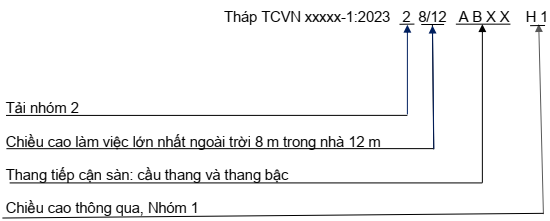 Tháp TCVN xxxxx-1:2023 2 8/12 A B X X H 1
Tải nhóm 2
Chiều cao làm việc lớn nhất ngoài trời 8 m trong nhà 12 m
Thang tiếp cận sàn: cầu thang và thang bậc
Chiều cao thông qua, Nhóm 1